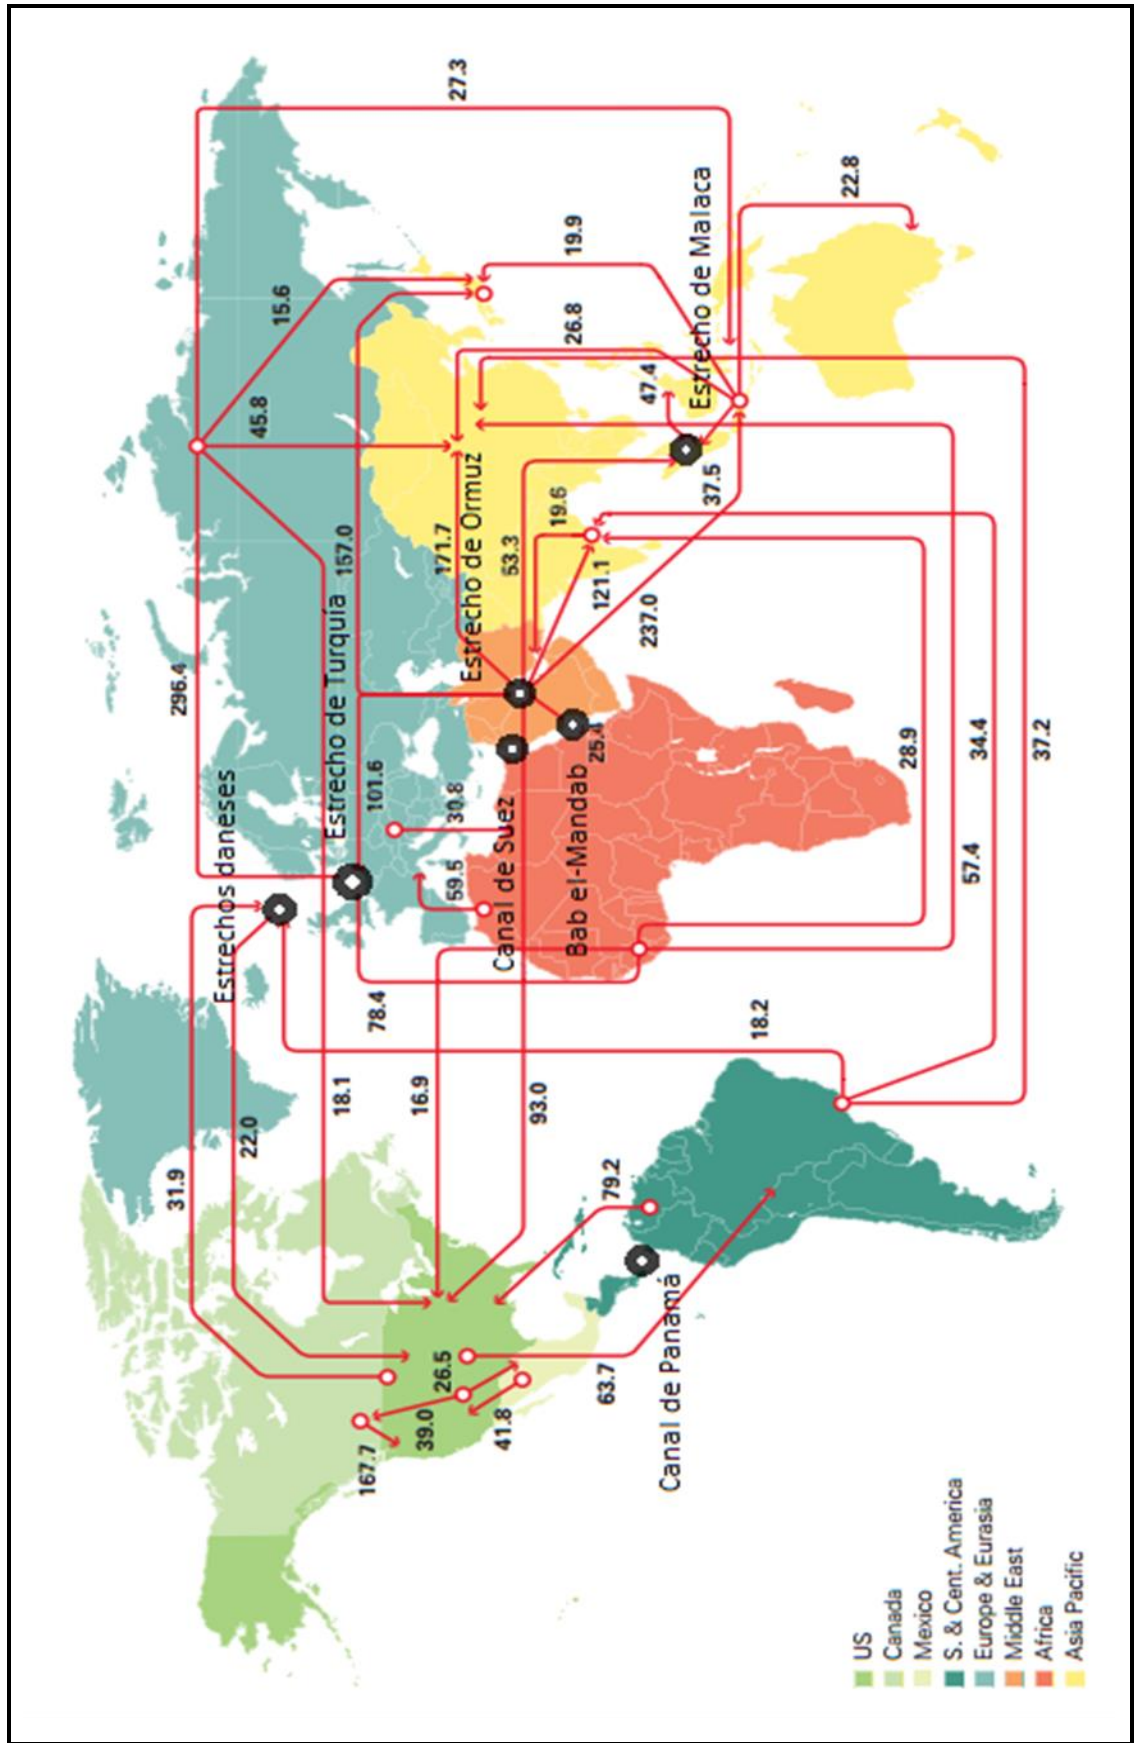 27.3
15.6
45.8
296.4
19.9
26.8
22.8
Estrecho de Malaca
47.4
37.5
157.0
171.7
Estrecho de Ormuz
53.3
19.6
121.1
237.0
Estrecho de Turquía
101.6
Estrechos daneses
30.8
59.5
Canal de Suez
25.4
Bab el-Mandab
28.9
34.4
37.2
57.4
78.4
31.9
22.0
18.1
16.9
93.0
18.2
79.2
26.5
39.0
167.7
41.8
63.7
Canal de Panamá
US
Canada
Mexico
S. & Cent. America
Europe & Eurasia
Middle East
Africa
Asia Pacific